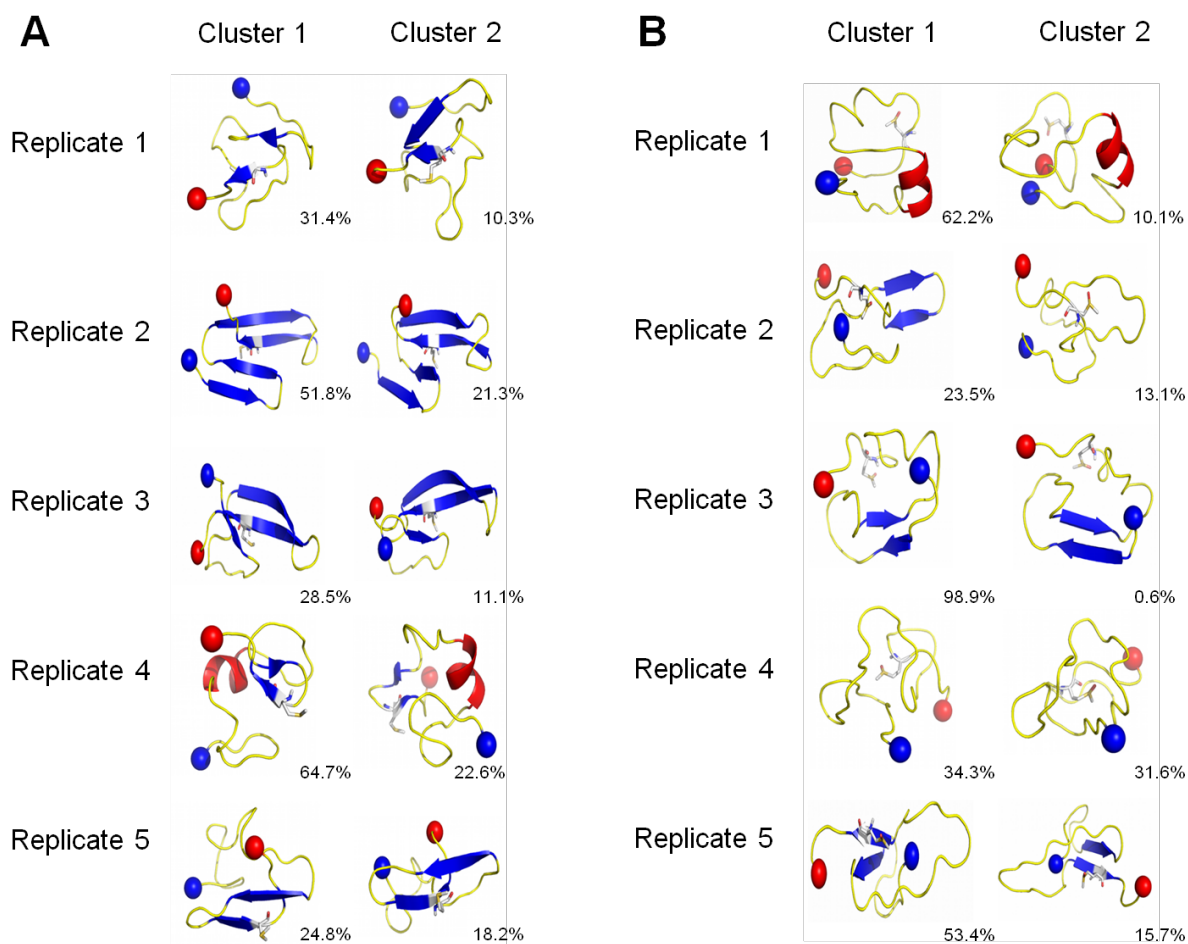 A
Cluster 1 Cluster 2
Replicate 1
31.4% 10.3%
Replicate 2
51.8% 21.3%
Replicate 3
28.5% 11.1%
Replicate 4
64.7% 22.6%
Replicate 5
24.8% 18.2%
B
Cluster 1 Cluster 2
Replicate 1
62.2% 10.1%
Replicate 2
23.5% 13.1%
Replicate 3
98.9% 0.6%
Replicate 4
34.3% 31.6%
Replicate 5
53.4% 15.7%